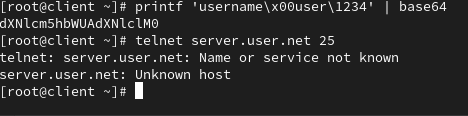 [root@client ~]# printf 'username\x00user\1234' | base64
dXNlcm5hbWUAdXNlclM0
[root@client ~]# telnet server.user.net 25
telnet: server.user.net: Name or service not known
server.user.net: Unknown host
[root@client ~]#